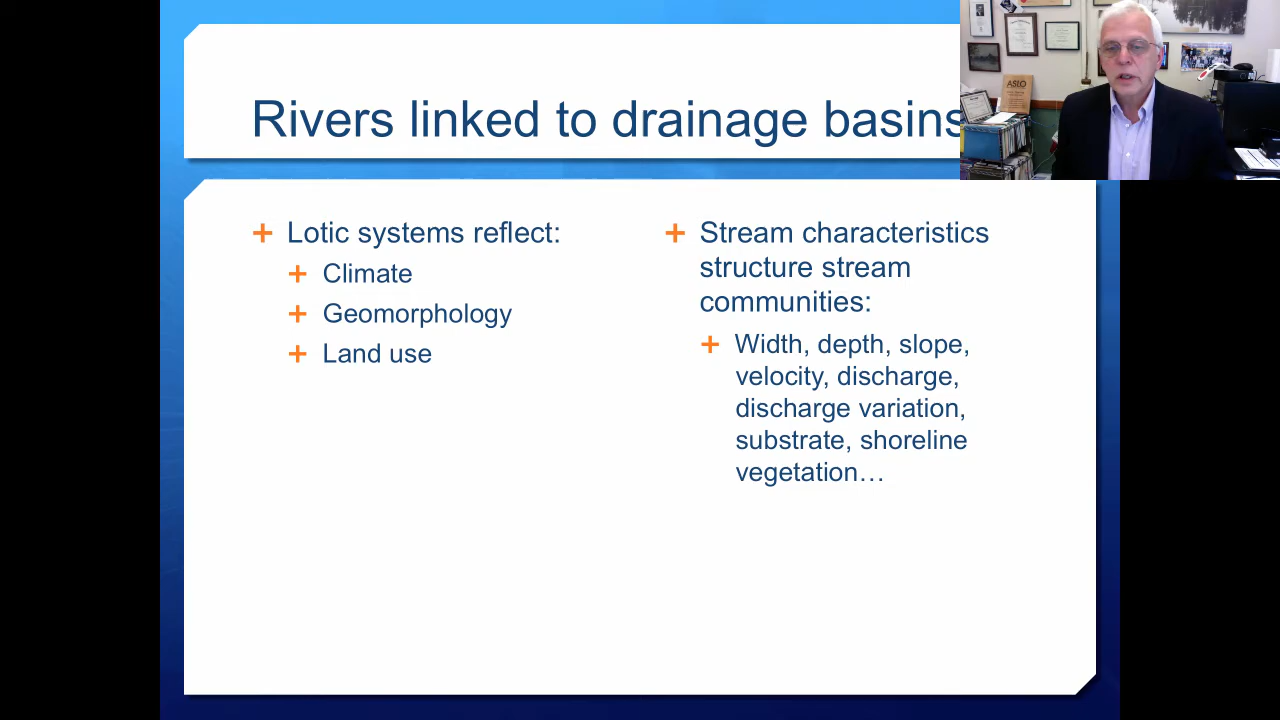 Rivers linked to drainage basins
Lotic systems reflect:
Climate
Geomorphology
Land use
Stream characteristics
structure stream
communities:
Width, depth, slope,
velocity, discharge,
discharge variation,
substrate, shoreline
vegetation…
ASLO